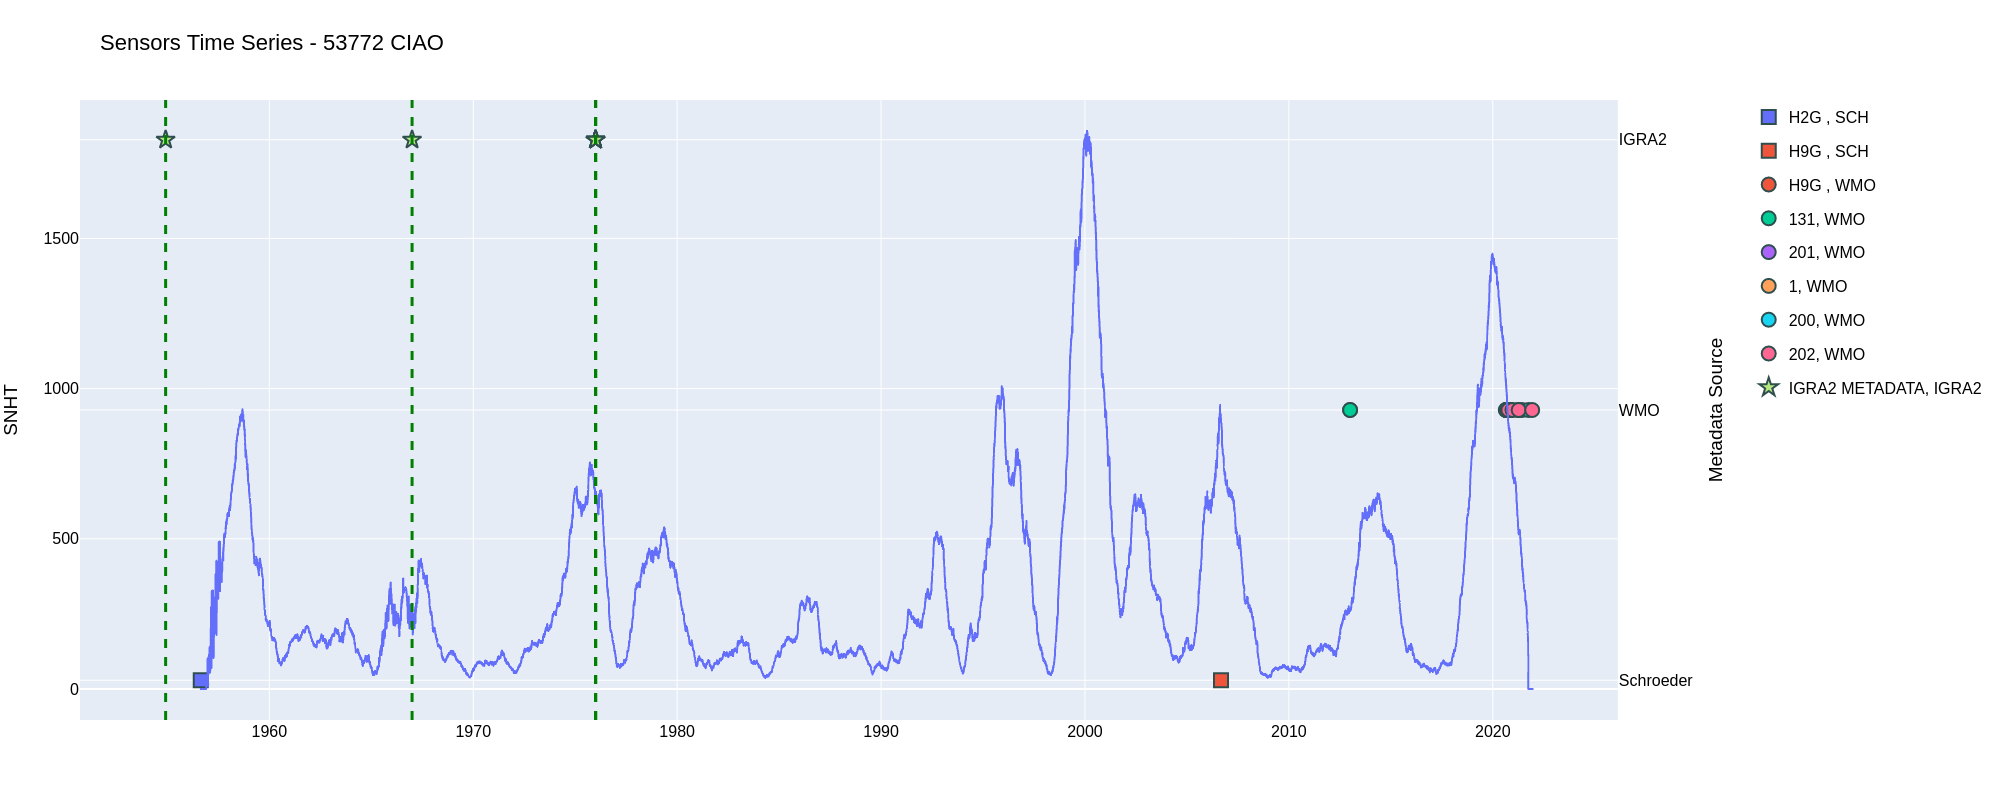 Sensors Time Series - 53772 CIAO
SNHT
1500
1000
500
0
1960
1970
1980
1990
2000
2010
2020
IGRA2
WMO
Schroeder
Metadata Source
H2G , SCH
H9G , SCH
H9G , WMO
131, WMO
201, WMO
1, WMO
200, WMO
202, WMO
IGRA2 METADATA, IGRA2